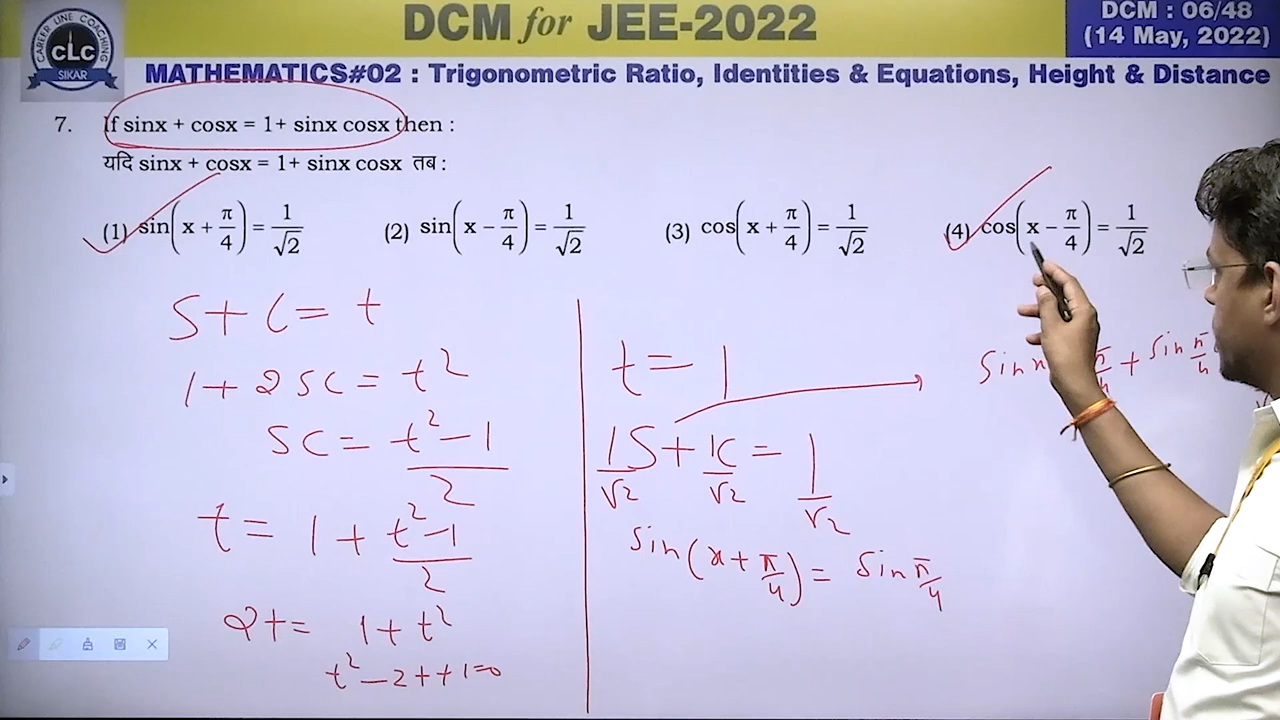 DCM for JEE-2022
DCM : 06/48
(14 May, 2022)
CAREER LINE COACHING
CLC
SIKAR
MATHEMATICS#02 : Trigonometric Ratio, Identities & Equations, Height & Distance
7. If sinx + cosx = 1+ sinx cosx then :
यदि sinx + cosx = 1+ sinx cosx तब :
(1) sin(x + π/4) = 1/√2 (2) sin(x − π/4) = 1/√2 (3) cos(x + π/4) = 1/√2 (4) cos(x − π/4) = 1/√2
S + C = t
1 + 2SC = t²
SC = (t² − 1)/2
t = 1 + (t² − 1)/2
2t = 1 + t²
t² − 2t + 1 = 0
t = 1
1/√2 S + 1/√2 C = 1/√2
sin(x + π/4) = sin π/4
sin x π/4 + sin π/4